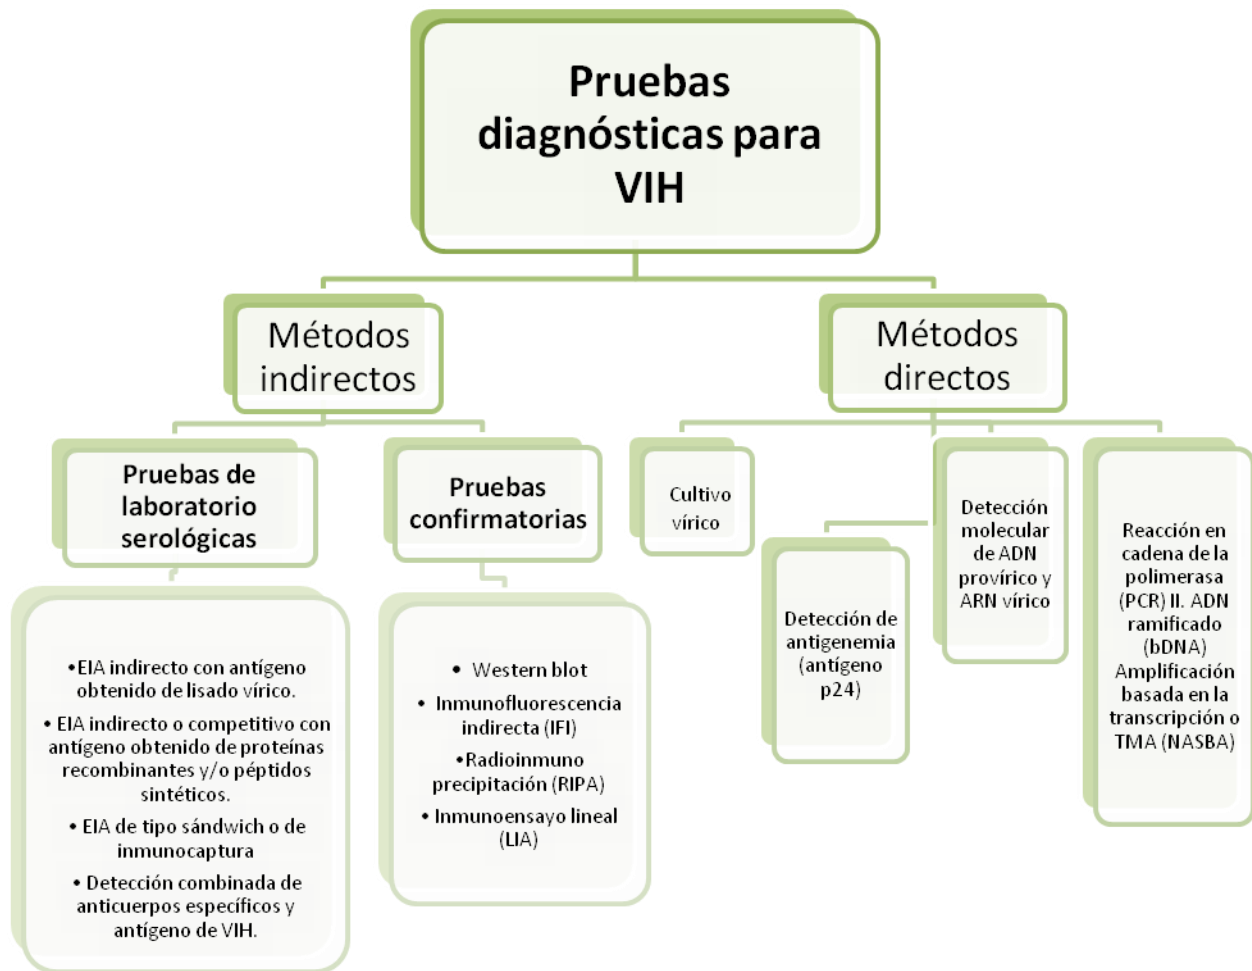 Pruebas
diagnósticas para
VIH
Métodos
indirectos
Métodos
directos
Pruebas de
laboratorio
serológicas
Pruebas
confirmatorias
•EIA indirecto con antígeno
obtenido de lisado vírico.
• EIA indirecto o competitivo con
antígeno obtenido de proteínas
recombinantes y/o péptidos
sintéticos.
• EIA de tipo sándwich o de
inmunocaptura
• Detección combinada de
anticuerpos específicos y
antígeno de VIH.
• Western blot
• Inmunofluorescencia
indirecta (IFI)
•Radioinmuno
precipitación (RIPA)
• Inmunoensayo lineal
(LIA)
Cultivo
vírico
Detección de
antigenemia
(antígeno
p24)
Detección
molecular
de ADN
provírico y
ARN vírico
Reacción en
cadena de la
polimerasa
(PCR) II. ADN
ramificado
(bDNA)
Amplificación
basada en la
transcripción o
TMA (NASBA)